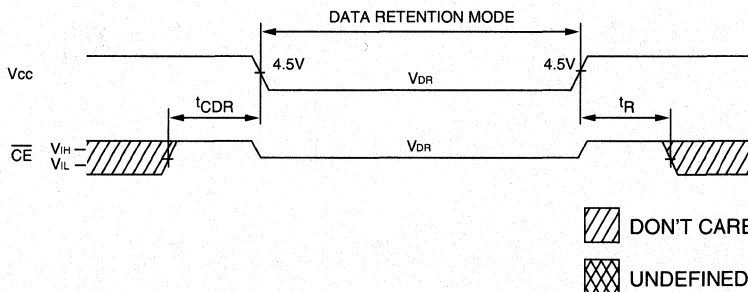 DATA RETENTION MODE
Vcc
4.5V
VDR
4.5V
tCDR
tR
CE
VIH
VIL
VDR
DON'T CARE
UNDEFINED